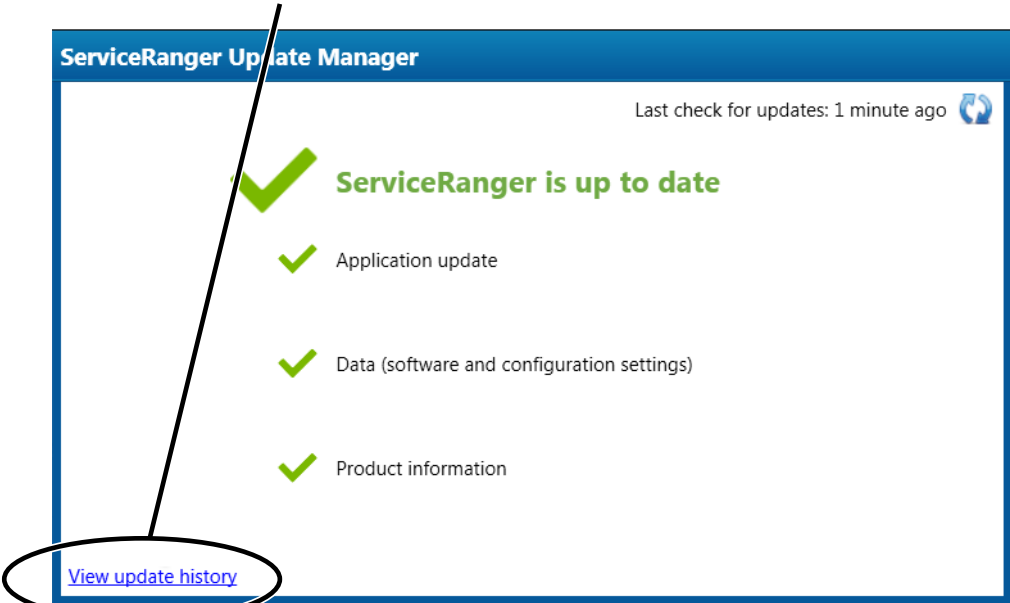 ServiceRanger Update Manager
Last check for updates: 1 minute ago
ServiceRanger is up to date
Application update
Data (software and configuration settings)
Product information
View update history